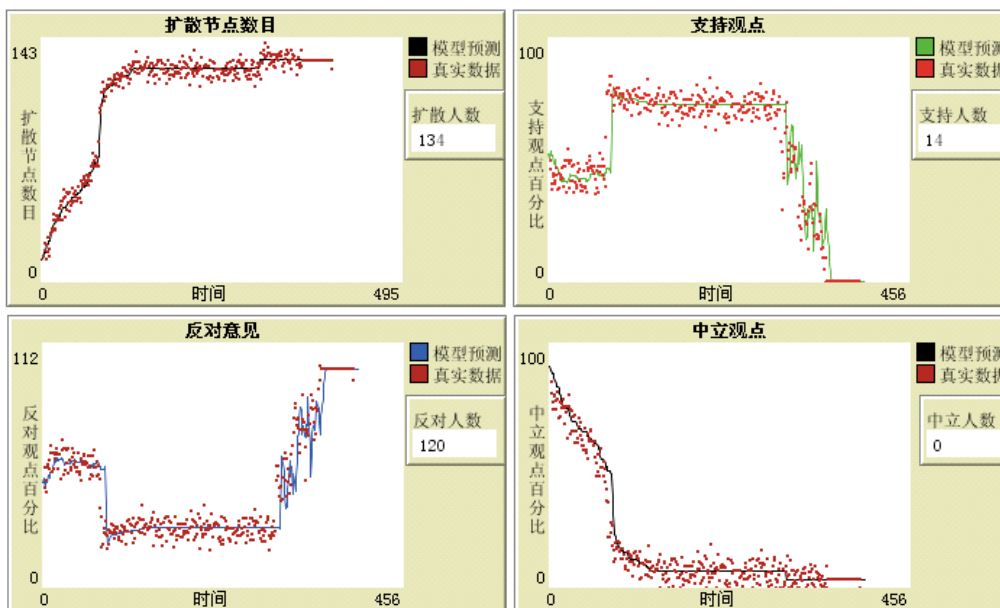 扩散节点数目
143
0
扩散节点数目
0
时间
495
模型预测
真实数据
扩散人数
134
支持观点
100
0
支持观点百分比
0
时间
456
模型预测
真实数据
支持人数
14
反对意见
112
0
反对观点百分比
0
时间
456
模型预测
真实数据
反对人数
120
中立观点
100
0
中立观点百分比
0
时间
456
模型预测
真实数据
中立人数
0